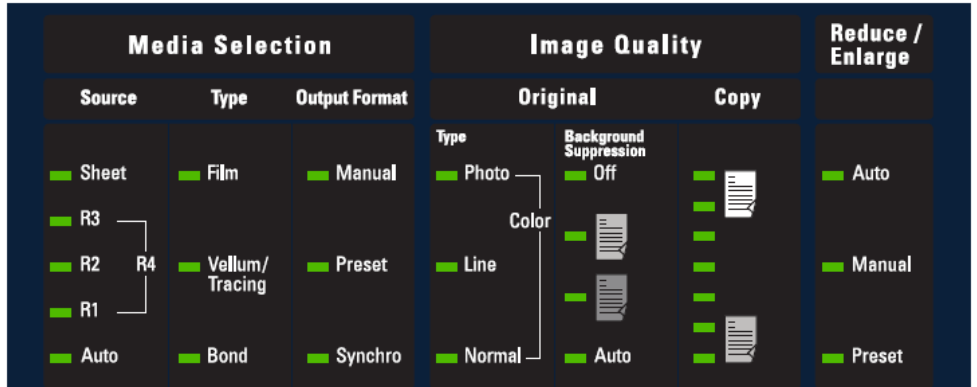 Media Selection
Image Quality
Reduce /
Enlarge
Source
Type
Output Format
Original
Copy
Type
Background
Suppression
Sheet
Film
Manual
Photo
Off
Auto
R3
Color
R2
R4
Vellum/
Tracing
Preset
Line
Manual
R1
Auto
Bond
Synchro
Normal
Auto
Preset